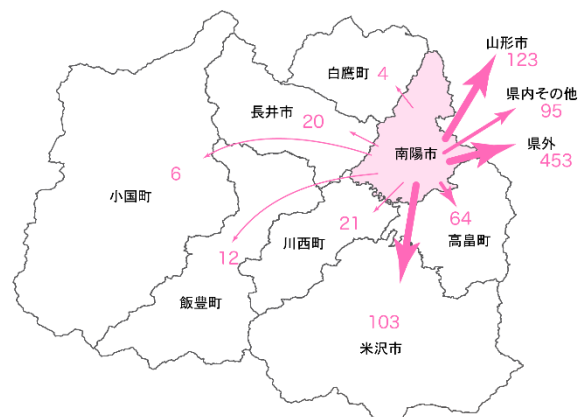 山形市
123
白鷹町
4
県内その他
95
長井市
20
県外
453
南陽市
6
小国町
64
21
高畠町
川西町
12
飯豊町
103
米沢市